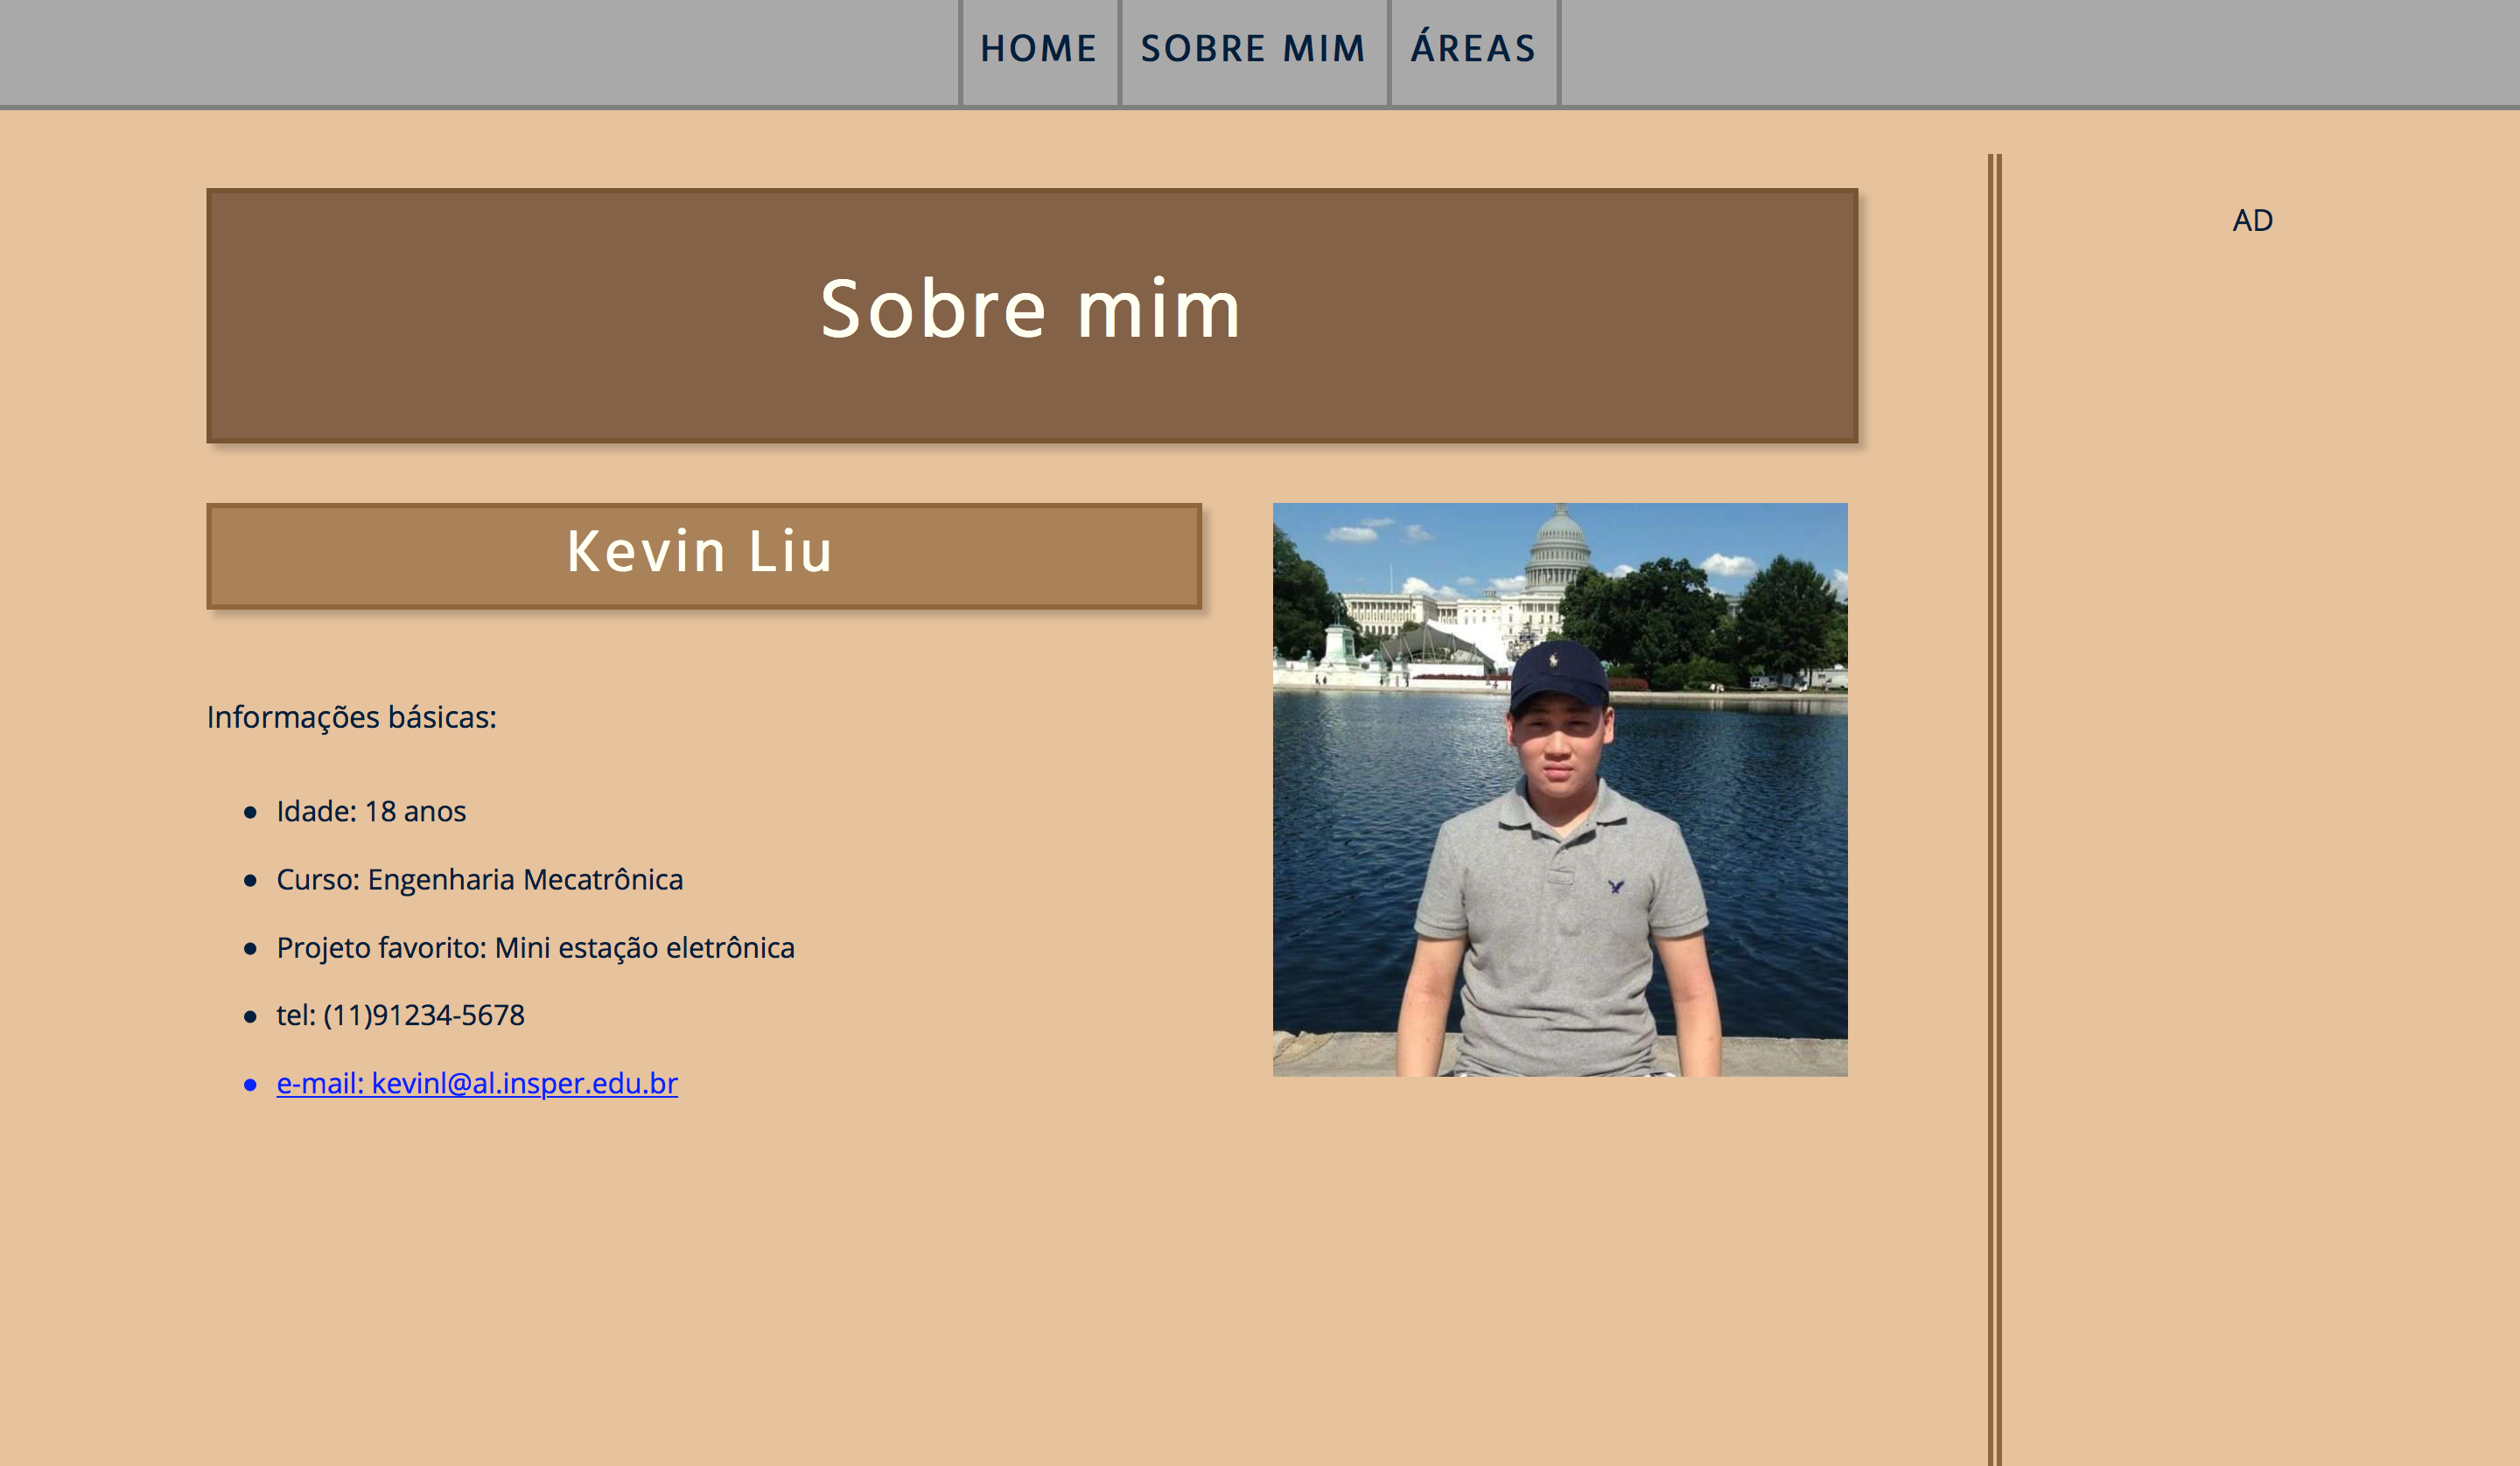 HOME SOBRE MIM ÁREAS
Sobre mim
AD
Kevin Liu
Informações básicas:
Idade: 18 anos
Curso: Engenharia Mecatrônica
Projeto favorito: Mini estação eletrônica
tel: (11)91234-5678
e-mail: kevinl@al.insper.edu.br